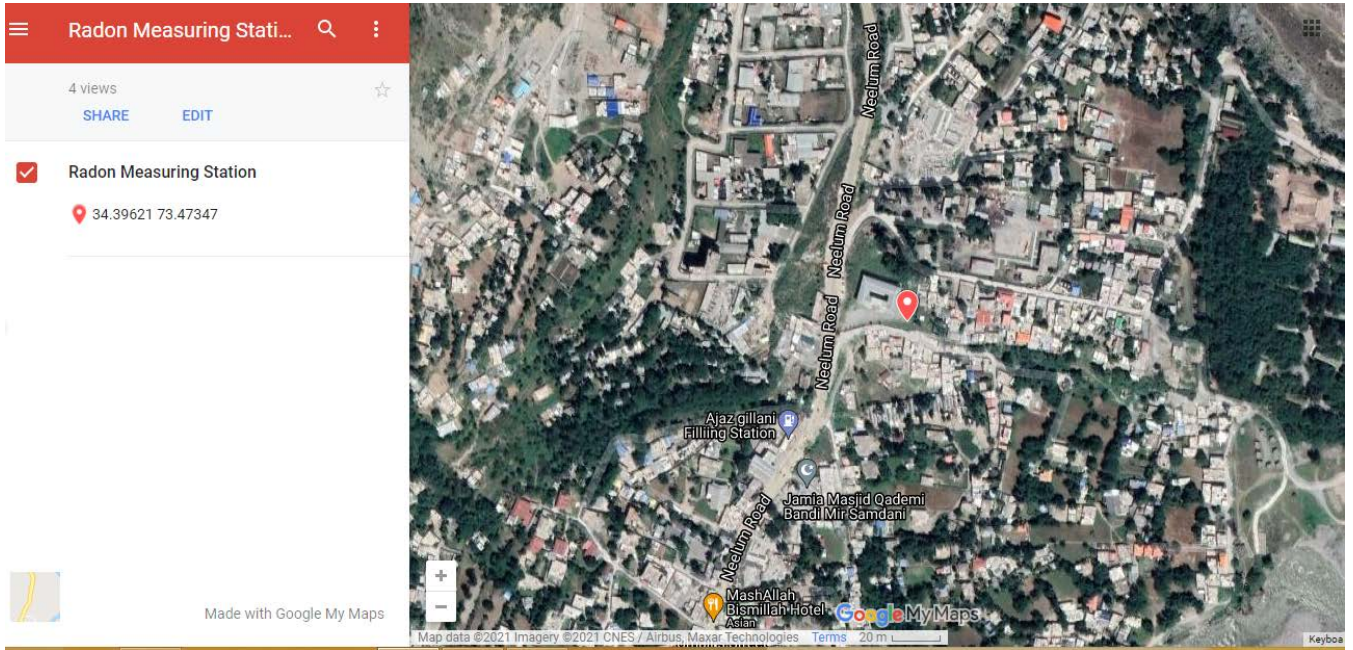 Radon Measuring Stati...
4 views
SHARE
EDIT
Radon Measuring Station
34.39621 73.47347
Made with Google My Maps
Neelum Road
Neelum Road
Neelum Road
Neelum Road
Ajaz gillani
Filliing Station
Jamia Masjid Qademi
Bandi Mir Samdani
Neelum Road
MashAllah
Bismillah Hotel
Asian
Google My Maps
Map data ©2021 Imagery ©2021 CNES / Airbus, Maxar Technologies
Terms
20 m
Keyboa